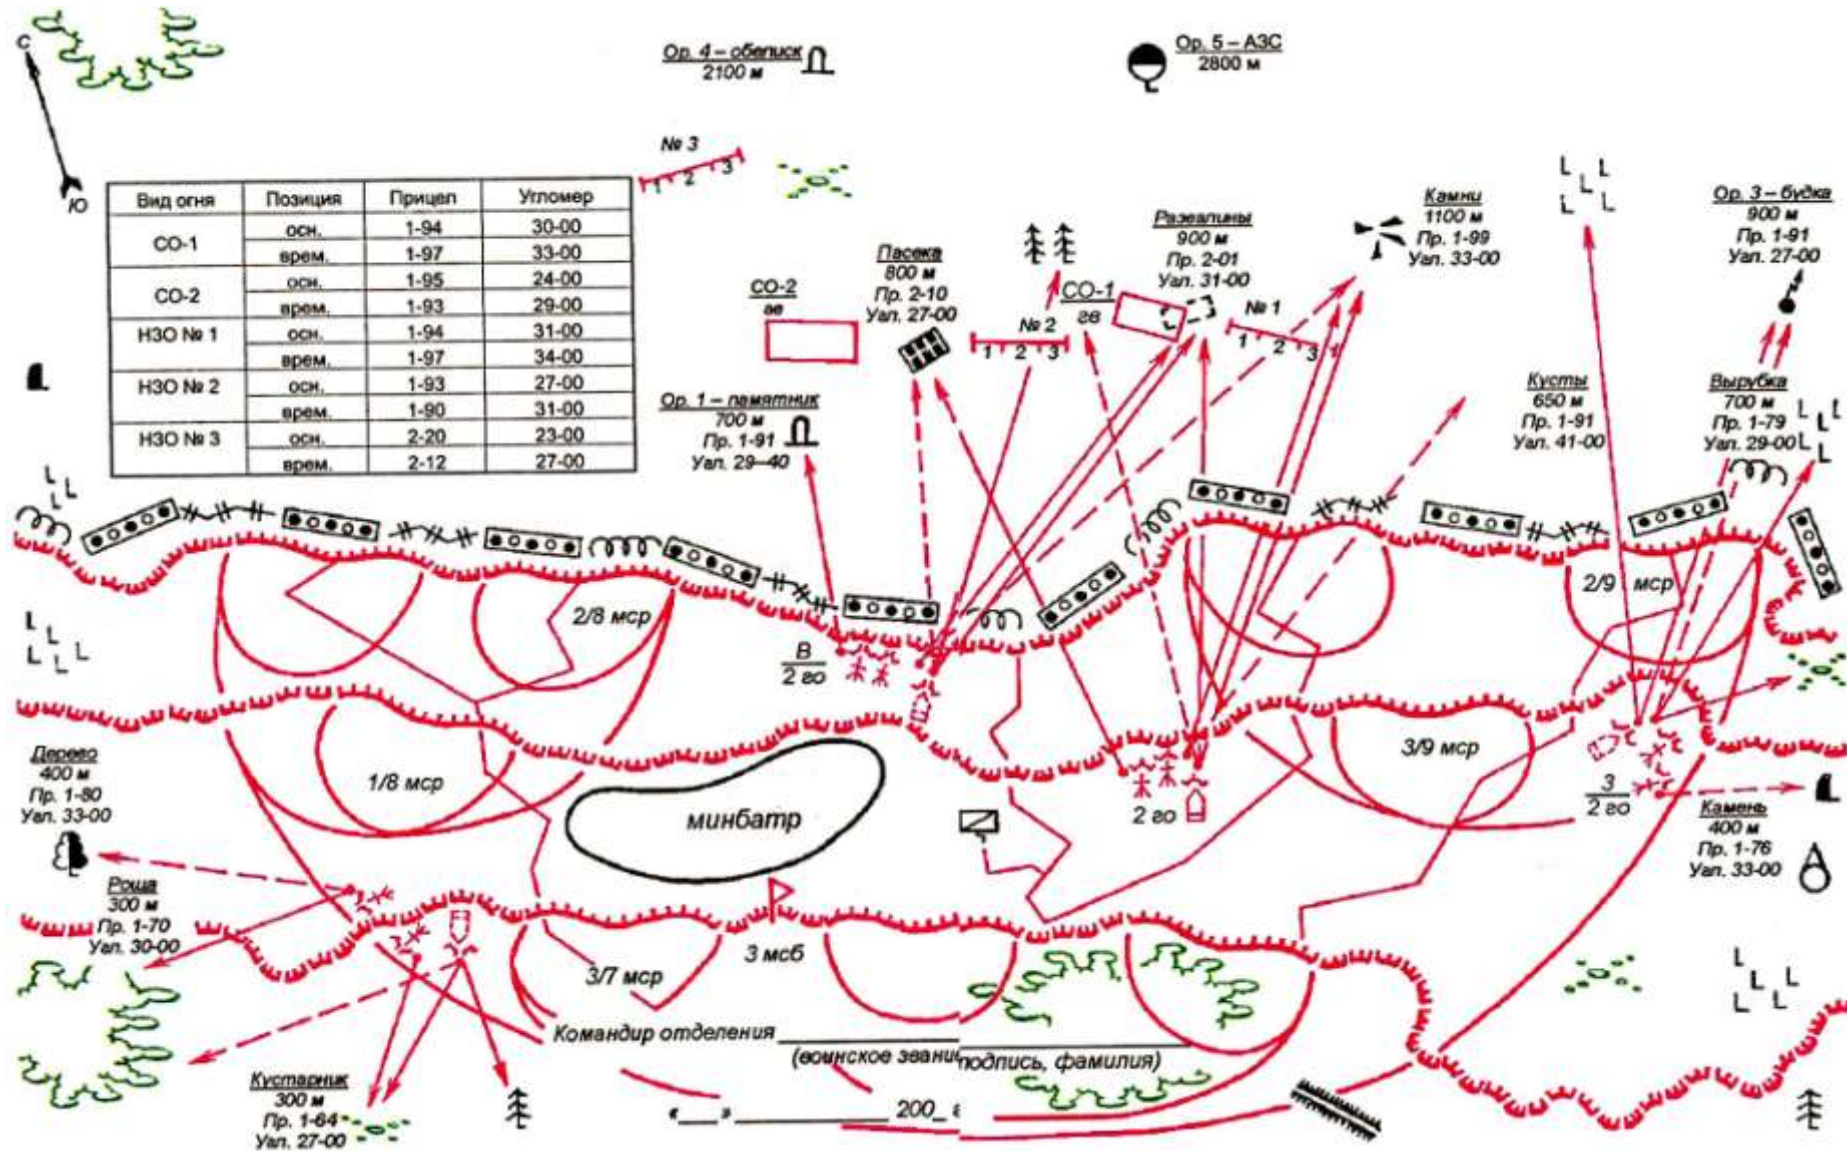 С
Ю
Ор. 4 – обелиск
2100 м
Ор. 5 – АЗС
2800 м
№ 3
1 2 3
Вид огня Позиция Прицел Угломер
СО-1 осн. 1-94 30-00
врем. 1-97 33-00
СО-2 осн. 1-95 24-00
врем. 1-93 29-00
НЗО № 1 осн. 1-94 31-00
врем. 1-97 34-00
НЗО № 2 осн. 1-93 27-00
врем. 1-90 31-00
НЗО № 3 осн. 2-20 23-00
врем. 2-12 27-00
СО-2
гв
Пасека
800 м
Пр. 2-10
Угл. 27-00
№ 2
1 2 3
СО-1
гв
Развалины
900 м
Пр. 2-01
Угл. 31-00
№ 1
1 2 3
Камни
1100 м
Пр. 1-99
Угл. 33-00
Ор. 3 – будка
900 м
Пр. 1-91
Угл. 27-00
Ор. 1 – памятник
700 м
Пр. 1-91
Угл. 29-40
Кусты
650 м
Пр. 1-91
Угл. 41-00
Вырубка
700 м
Пр. 1-79
Угл. 29-00
2/8 мср
В
2 го
2/9 мср
1/8 мср
минбатр
2 го
3/9 мср
3
2 го
Дерево
400 м
Пр. 1-80
Угл. 33-00
Камень
400 м
Пр. 1-76
Угл. 33-00
Роща
300 м
Пр. 1-70
Угл. 30-00
3/7 мср
3 мсб
Кустарник
300 м
Пр. 1-64
Угл. 27-00
Командир отделения
(воинское звание подпись, фамилия)
«__» ________ 200_ г